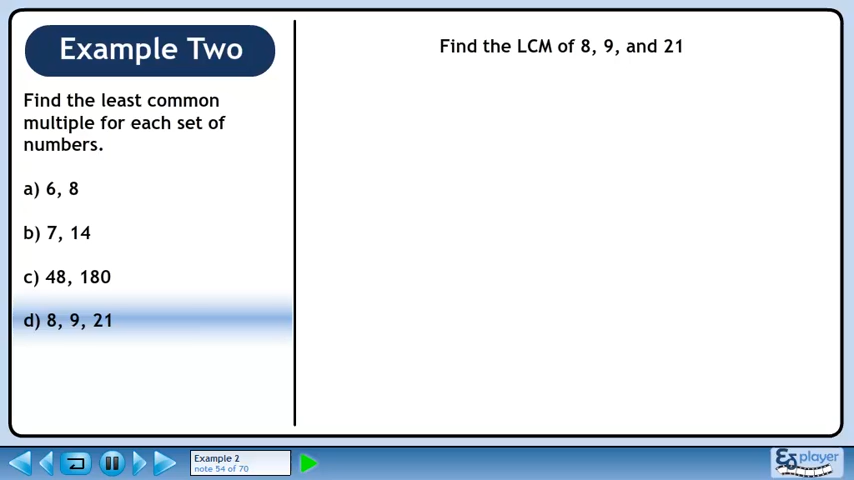 Example Two
Find the least common
multiple for each set of
numbers.
a) 6, 8
b) 7, 14
c) 48, 180
d) 8, 9, 21
Find the LCM of 8, 9, and 21
Example 2
note 54 of 70
player